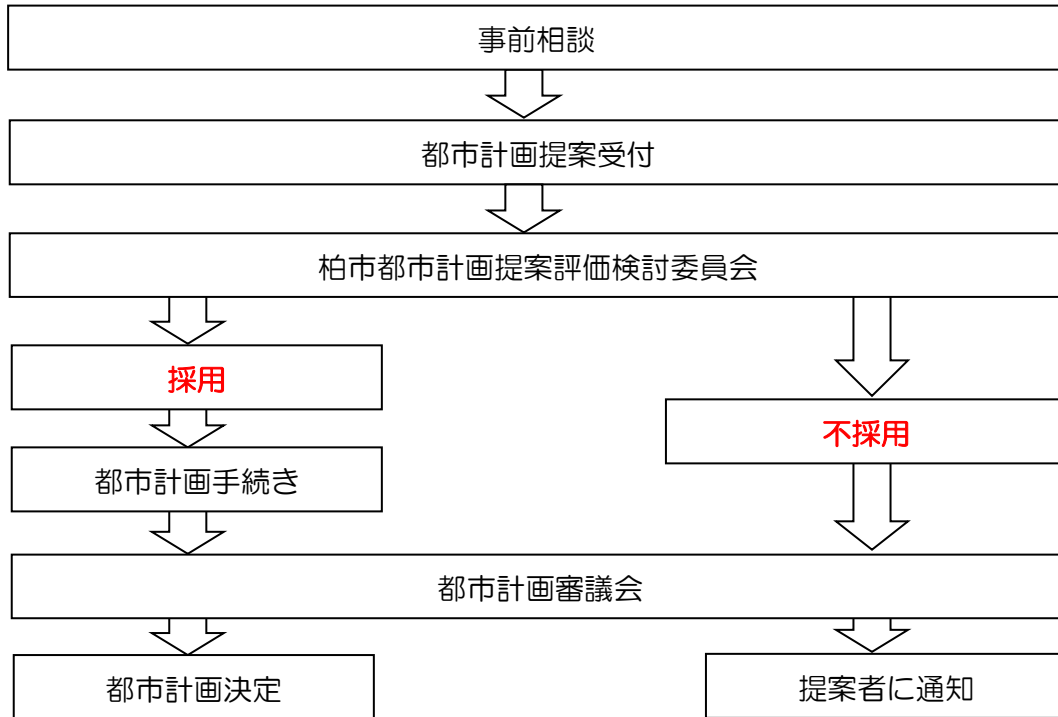 事前相談
都市計画提案受付
柏市都市計画提案評価検討委員会
採用
不採用
都市計画手続き
都市計画審議会
都市計画決定
提案者に通知